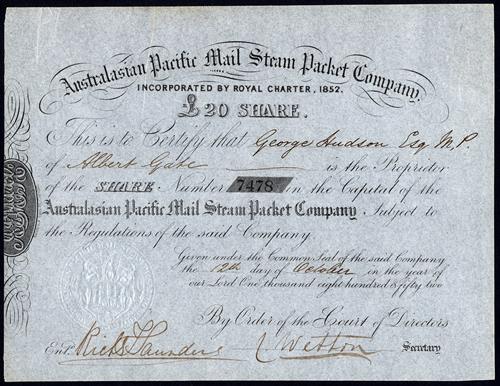 Australasian Pacific Mail Steam Packet Company.
INCORPORATED BY ROYAL CHARTER, 1852.
£20 SHARE.
This is to Certify that George Hudson Esq M.P.
of Albert Gate is the Proprietor
of the SHARE Number 7478 in the Capital of the
Australasian Pacific Mail Steam Packet Company Subject to
the Regulations of the said Company
Given under the Common Seal of the said Company
the 12th day of October in the year of
our Lord One thousand eight hundred & fifty two
By Order of the Court of Directors
Entd. Richd Saunders Secretary